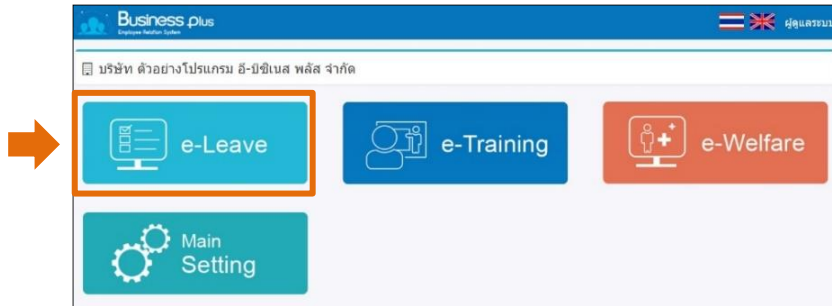 Business Plus
Employee Relation System
ผู้ดูแลระบบ
บริษัท ตัวอย่างโปรแกรม อี-บิซิเนส พลัส จำกัด
e-Leave
e-Training
e-Welfare
Main
Setting